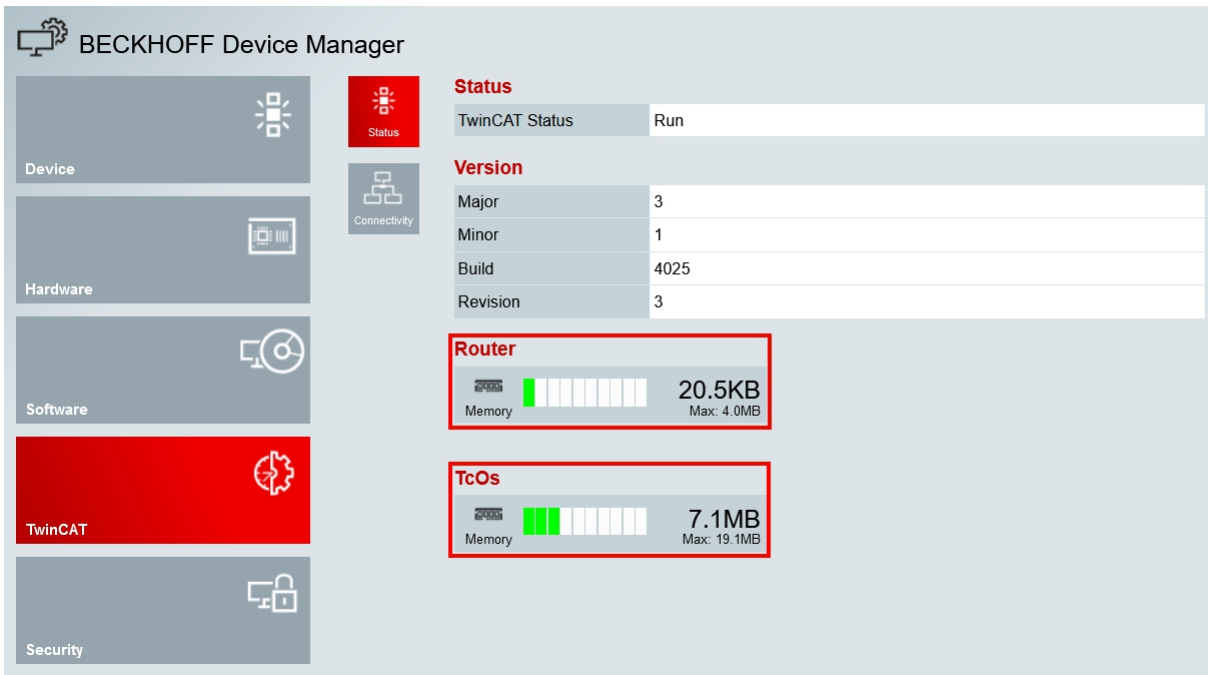 BECKHOFF Device Manager
Device
Hardware
Software
TwinCAT
Security
Status
Connectivity
Status
TwinCAT Status Run
Version
Major 3
Minor 1
Build 4025
Revision 3
Router
Memory 20.5KB
Max: 4.0MB
TcOs
Memory 7.1MB
Max: 19.1MB